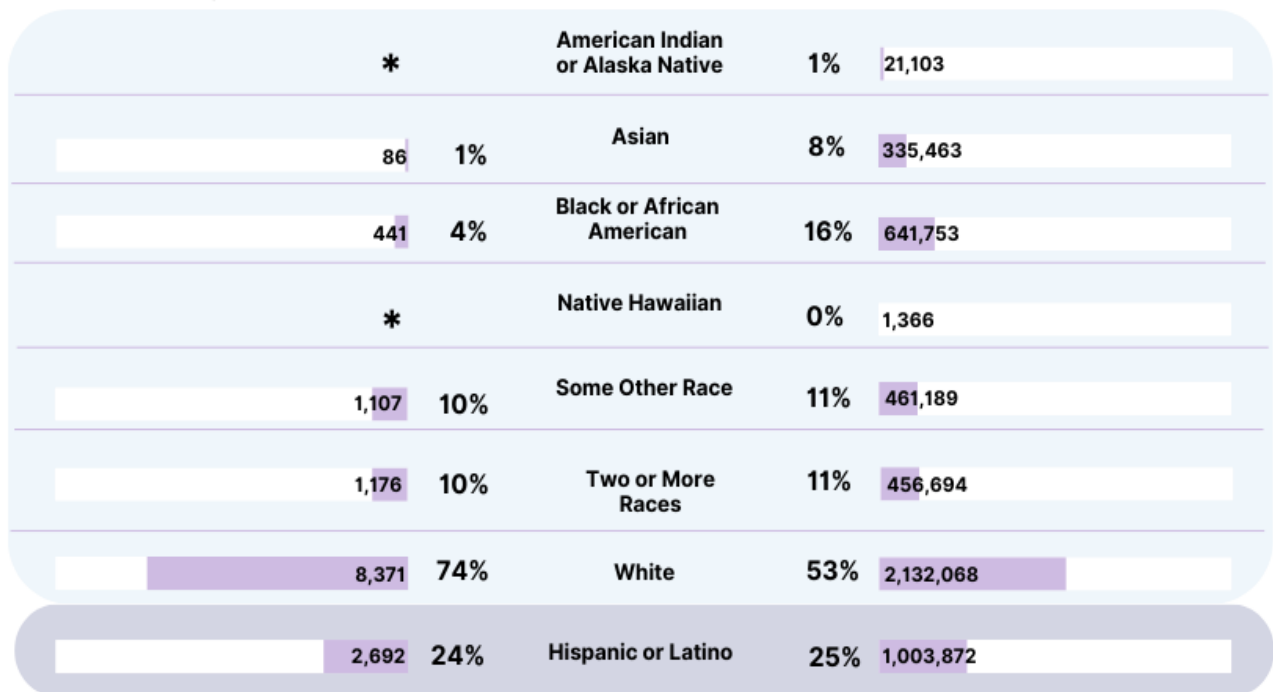 * American Indian or Alaska Native 1% 21,103
86 1% Asian 8% 335,463
441 4% Black or African American 16% 641,753
* Native Hawaiian 0% 1,366
1,107 10% Some Other Race 11% 461,189
1,176 10% Two or More Races 11% 456,694
8,371 74% White 53% 2,132,068
2,692 24% Hispanic or Latino 25% 1,003,872